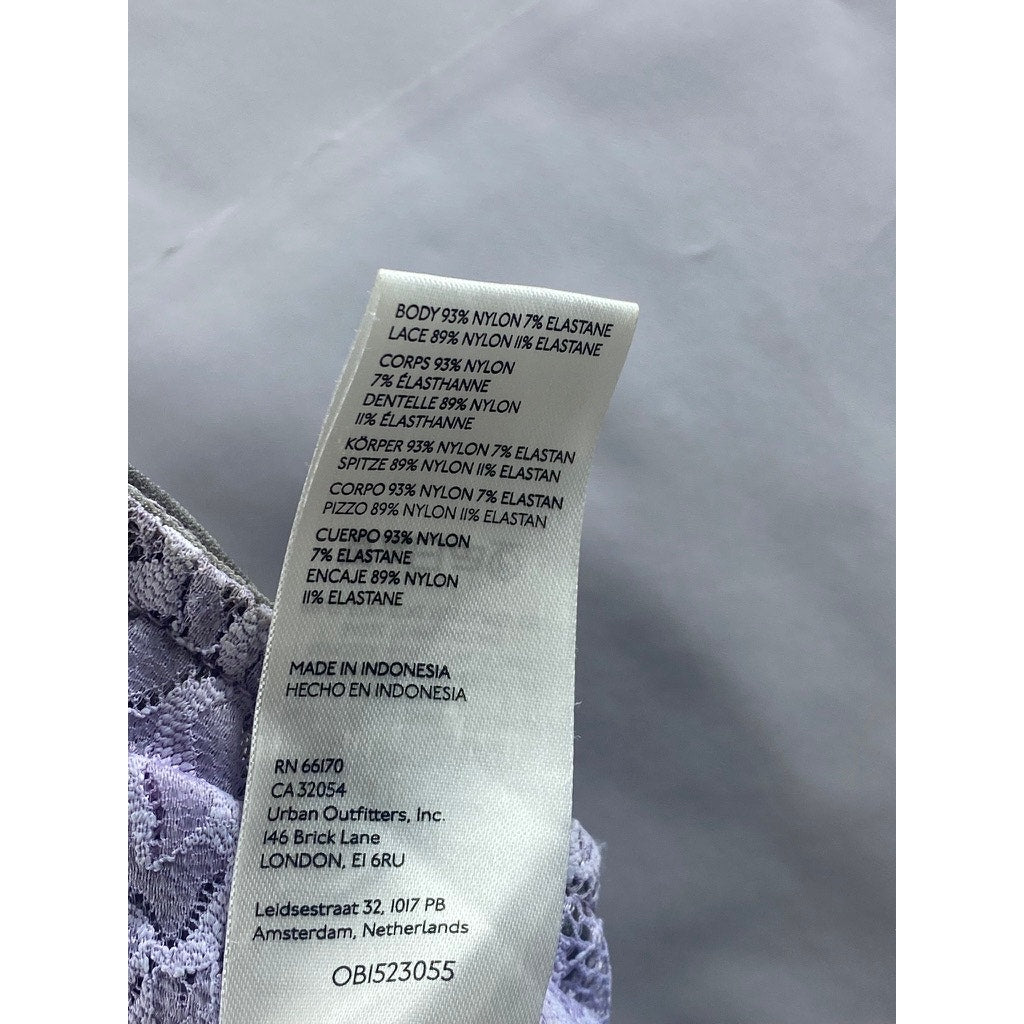 BODY 93% NYLON 7% ELASTANE
LACE 89% NYLON 11% ELASTANE
CORPS 93% NYLON
7% ÉLASTHANNE
DENTELLE 89% NYLON
11% ÉLASTHANNE
KÖRPER 93% NYLON 7% ELASTAN
SPITZE 89% NYLON 11% ELASTAN
CORPO 93% NYLON 7% ELASTAN
PIZZO 89% NYLON 11% ELASTAN
CUERPO 93% NYLON
7% ELASTANE
ENCAJE 89% NYLON
11% ELASTANE
MADE IN INDONESIA
HECHO EN INDONESIA
RN 66170
CA 32054
Urban Outfitters, Inc.
146 Brick Lane
LONDON, E1 6RU
Leidsestraat 32, 1017 PB
Amsterdam, Netherlands
OB1523055